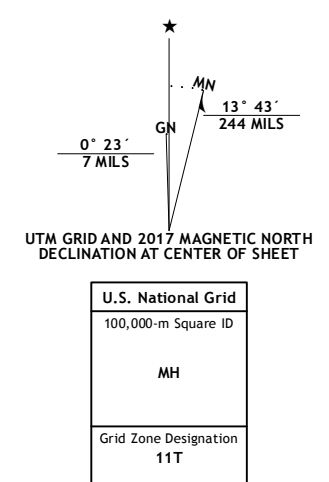 ★
MN
GN
13° 43´
244 MILS
0° 23´
7 MILS
UTM GRID AND 2017 MAGNETIC NORTH
DECLINATION AT CENTER OF SHEET
U.S. National Grid
100,000-m Square ID
MH
Grid Zone Designation
11T